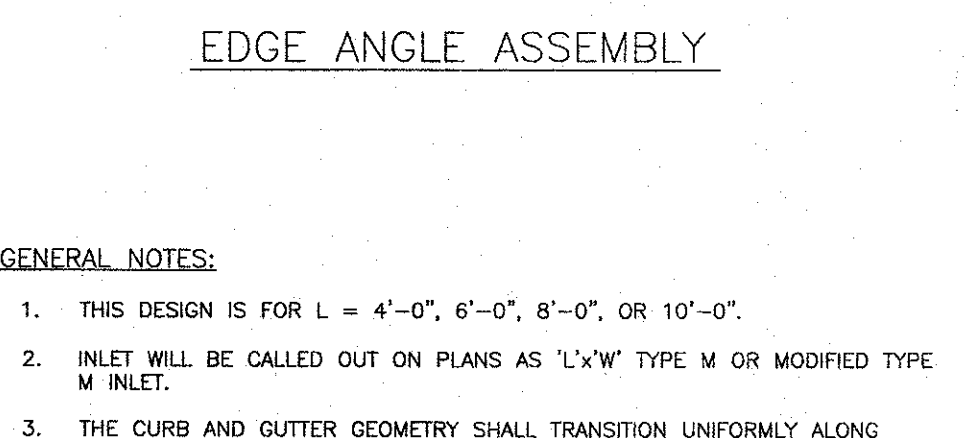 EDGE ANGLE ASSEMBLY
GENERAL NOTES:
1. THIS DESIGN IS FOR L = 4'-0", 6'-0", 8'-0", OR 10'-0".
2. INLET WILL BE CALLED OUT ON PLANS AS 'L'x'W' TYPE M OR MODIFIED TYPE
M INLET.
3. THE CURB AND GUTTER GEOMETRY SHALL TRANSITION UNIFORMLY ALONG